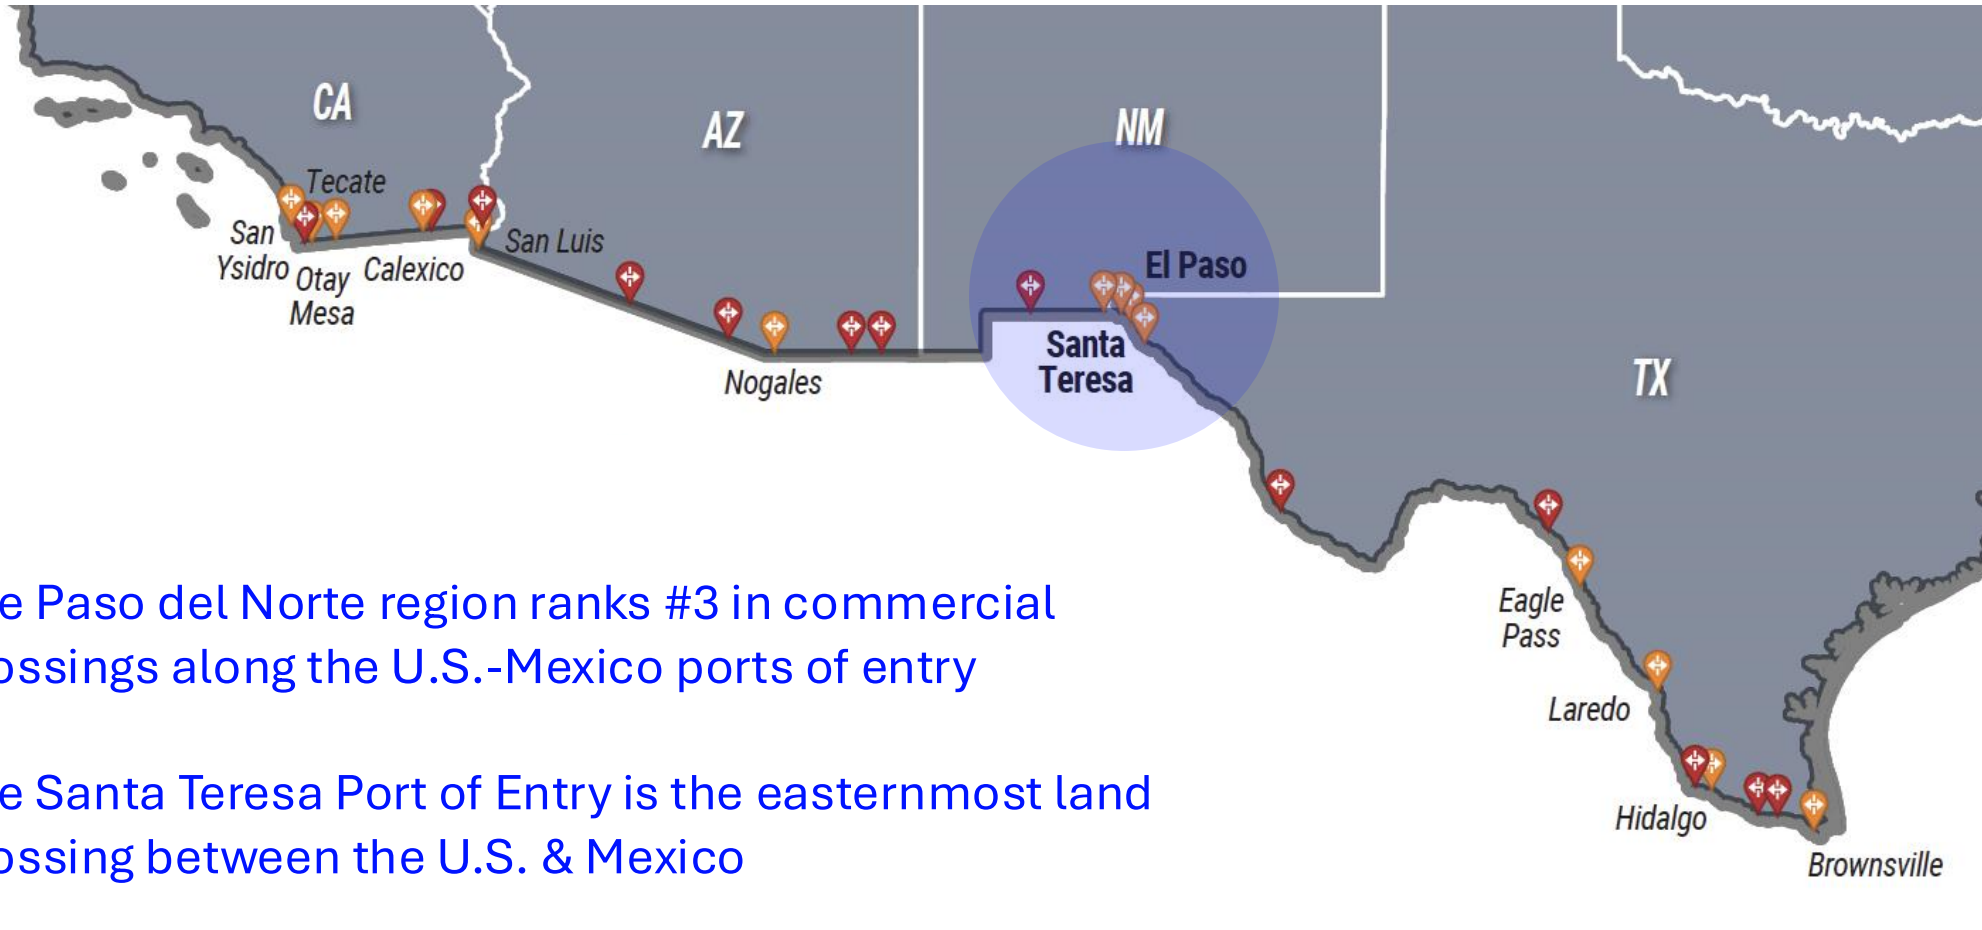 CA
AZ
NM
TX
Tecate
San
Ysidro
Otay
Mesa
Calexico
San Luis
Nogales
El Paso
Santa
Teresa
Eagle
Pass
Laredo
Hidalgo
Brownsville
e Paso del Norte region ranks #3 in commercial
ossings along the U.S.-Mexico ports of entry
e Santa Teresa Port of Entry is the easternmost land
ossing between the U.S. & Mexico